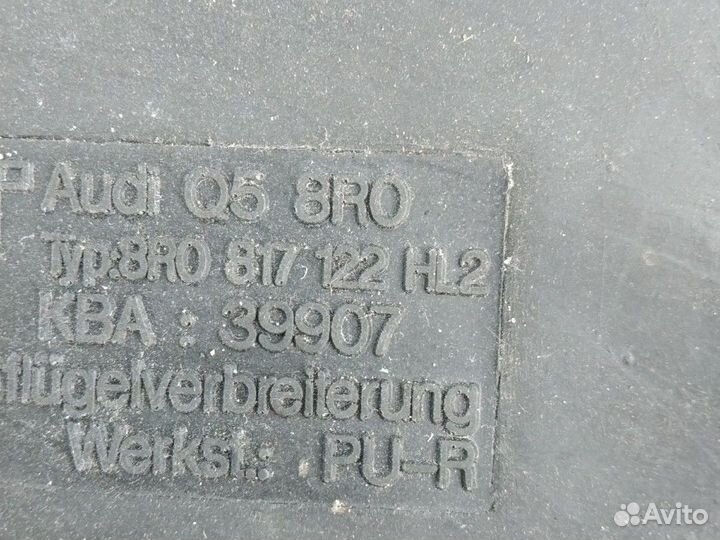 Audi Q5 8R0
Typ:8R0 817 122 HL2
KBA : 39907
flügelverbreiterung
Werkst.: PU-R
Avito